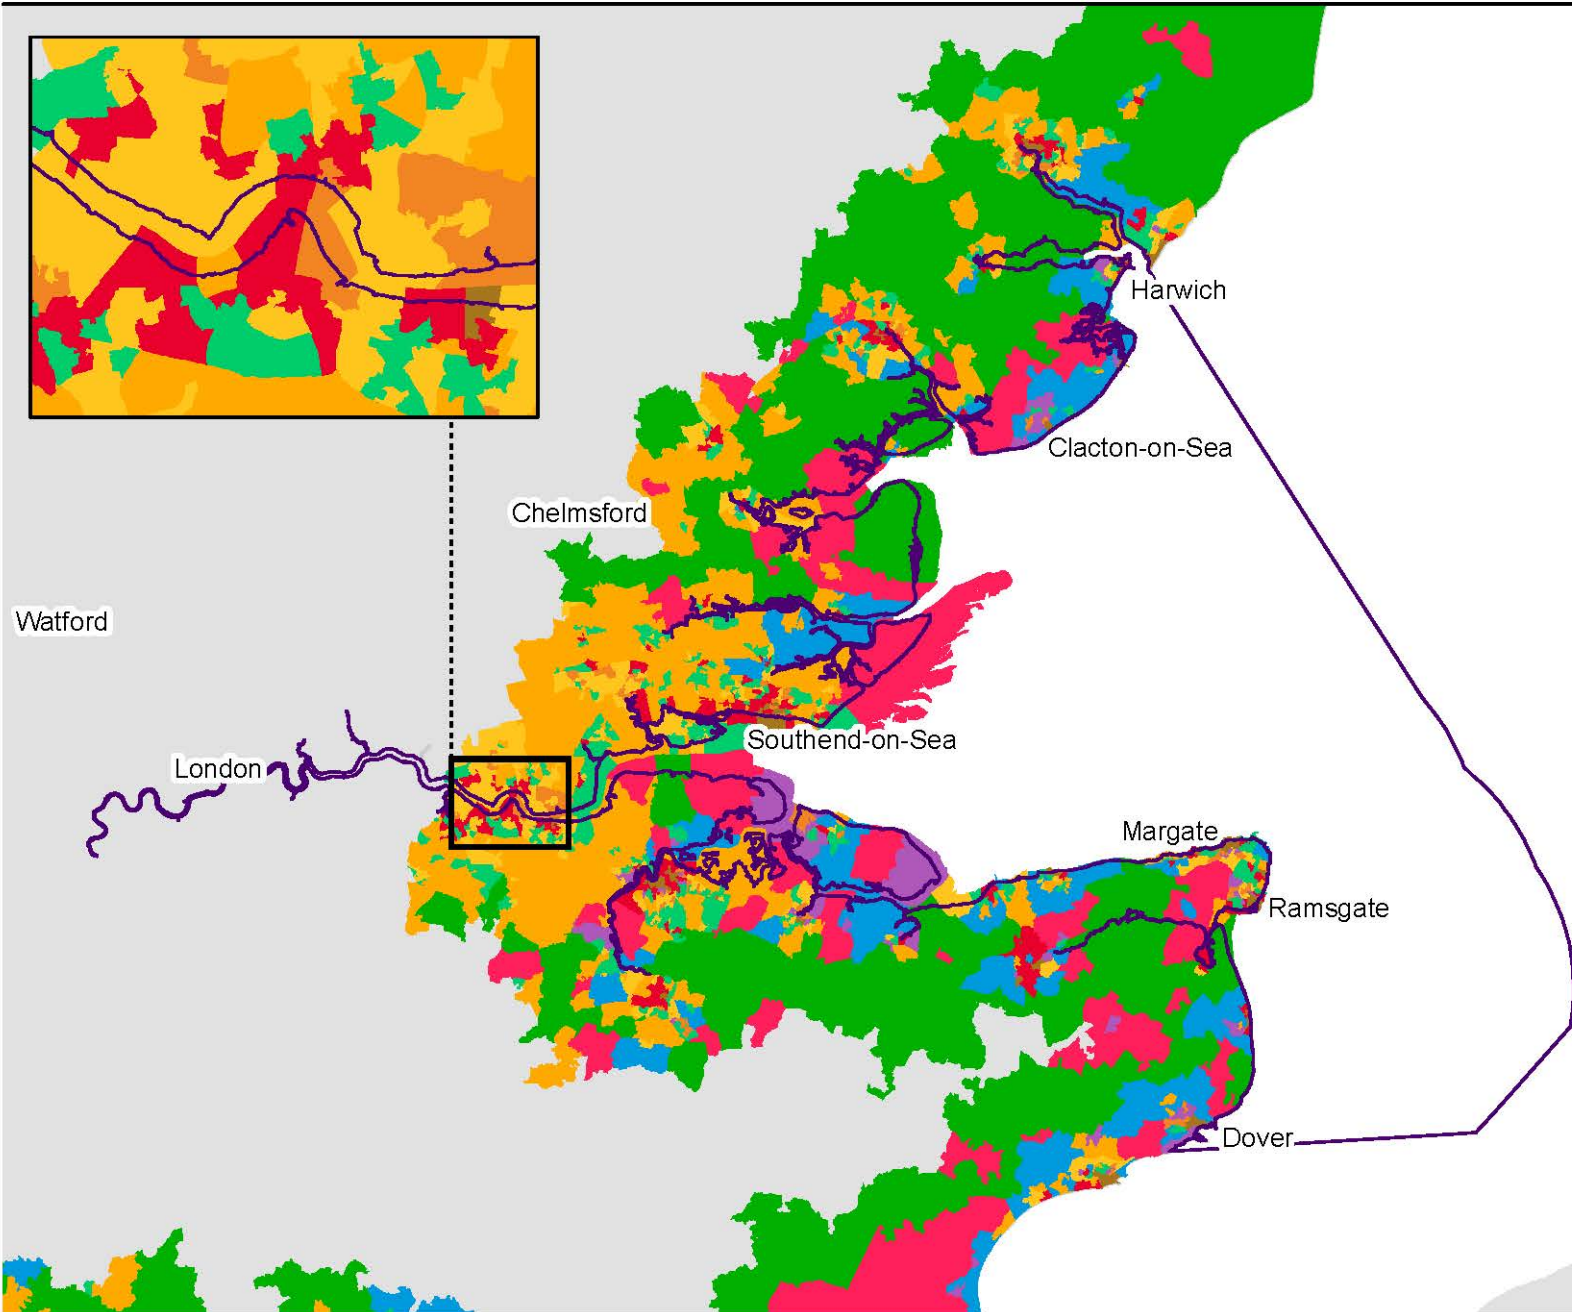 Harwich
Clacton-on-Sea
Chelmsford
Watford
Southend-on-Sea
London
Margate
Ramsgate
Dover